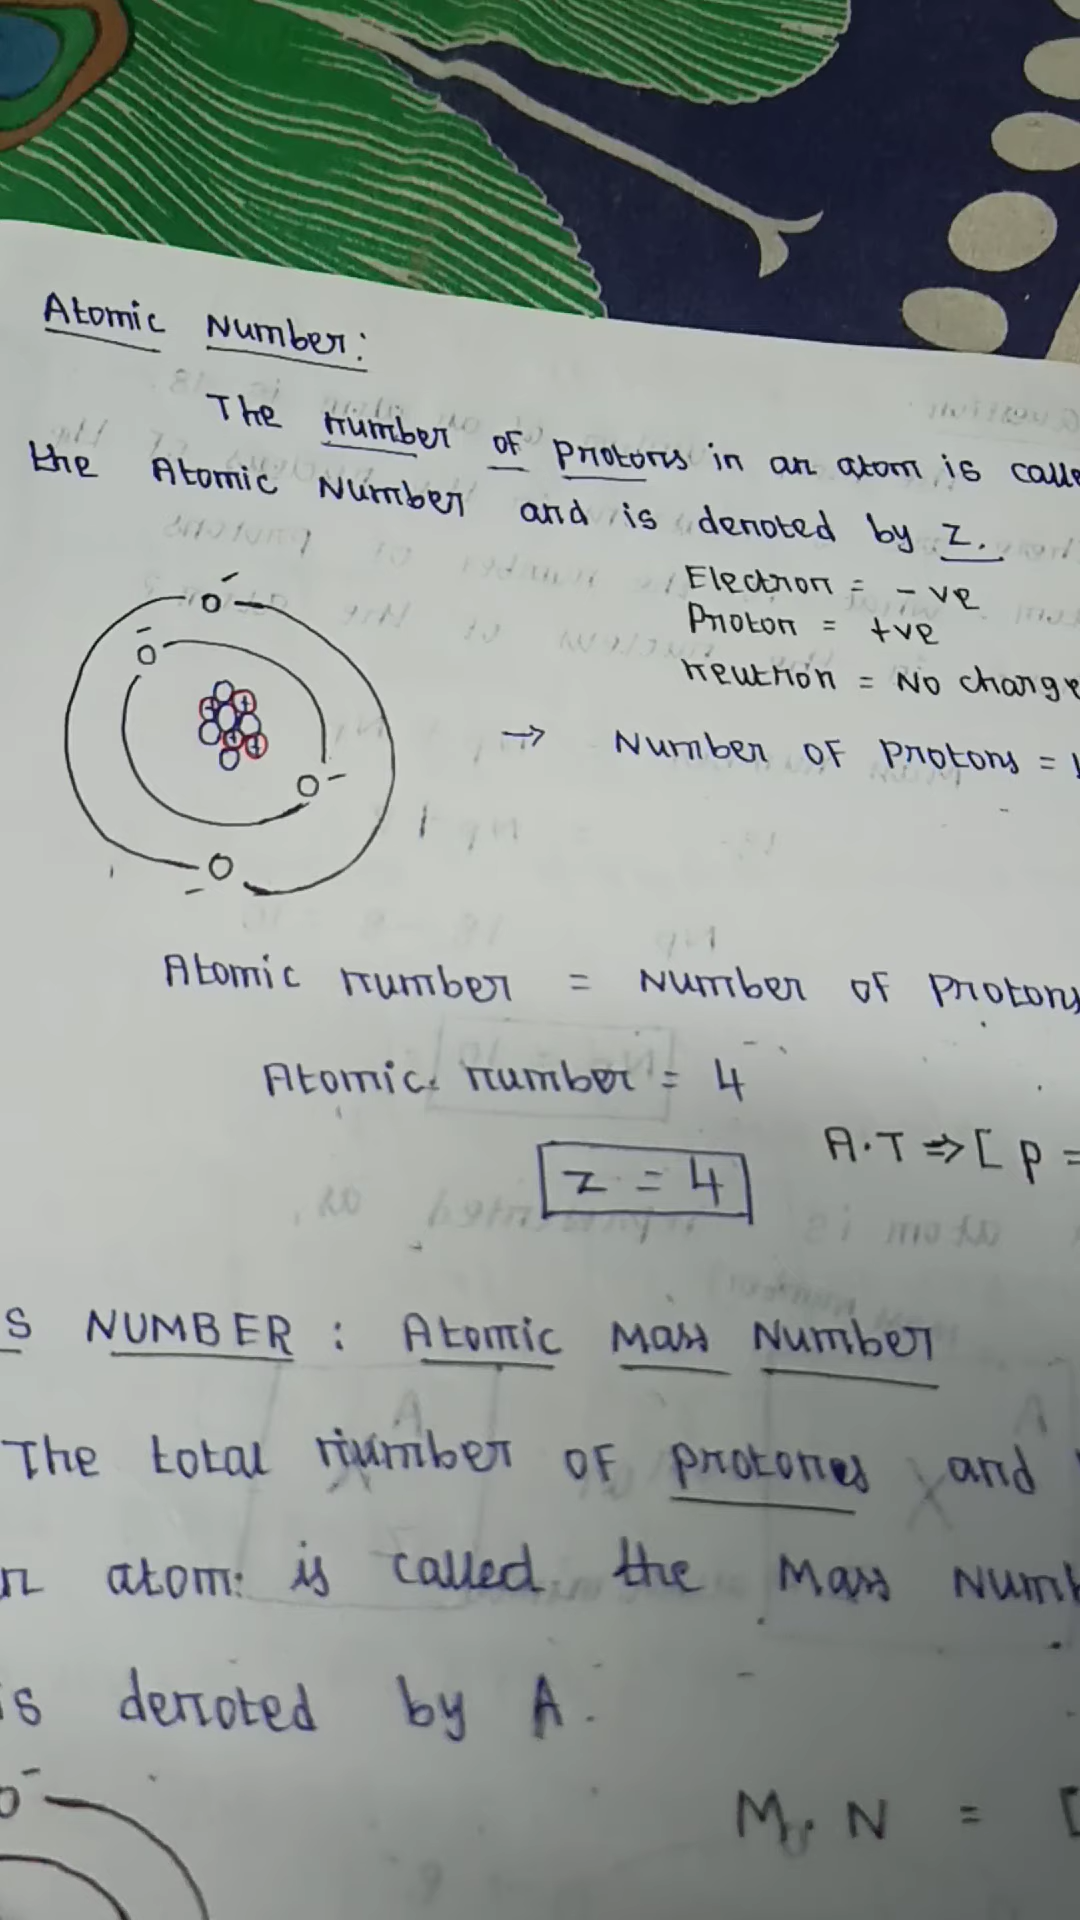 Atomic Number:
The number of protons in an atom is calle
the Atomic Number and is denoted by Z.
Electron = - ve
Proton = +ve
Neutron = No charge
→ Number of protons =
Atomic number = Number of protons
Atomic number = 4
Z = 4
A.T ⇒ [ P =
S NUMBER : Atomic Mass Number
The total number of protones and
n atom is called the Mass Numb
is denoted by A.
M. N = [